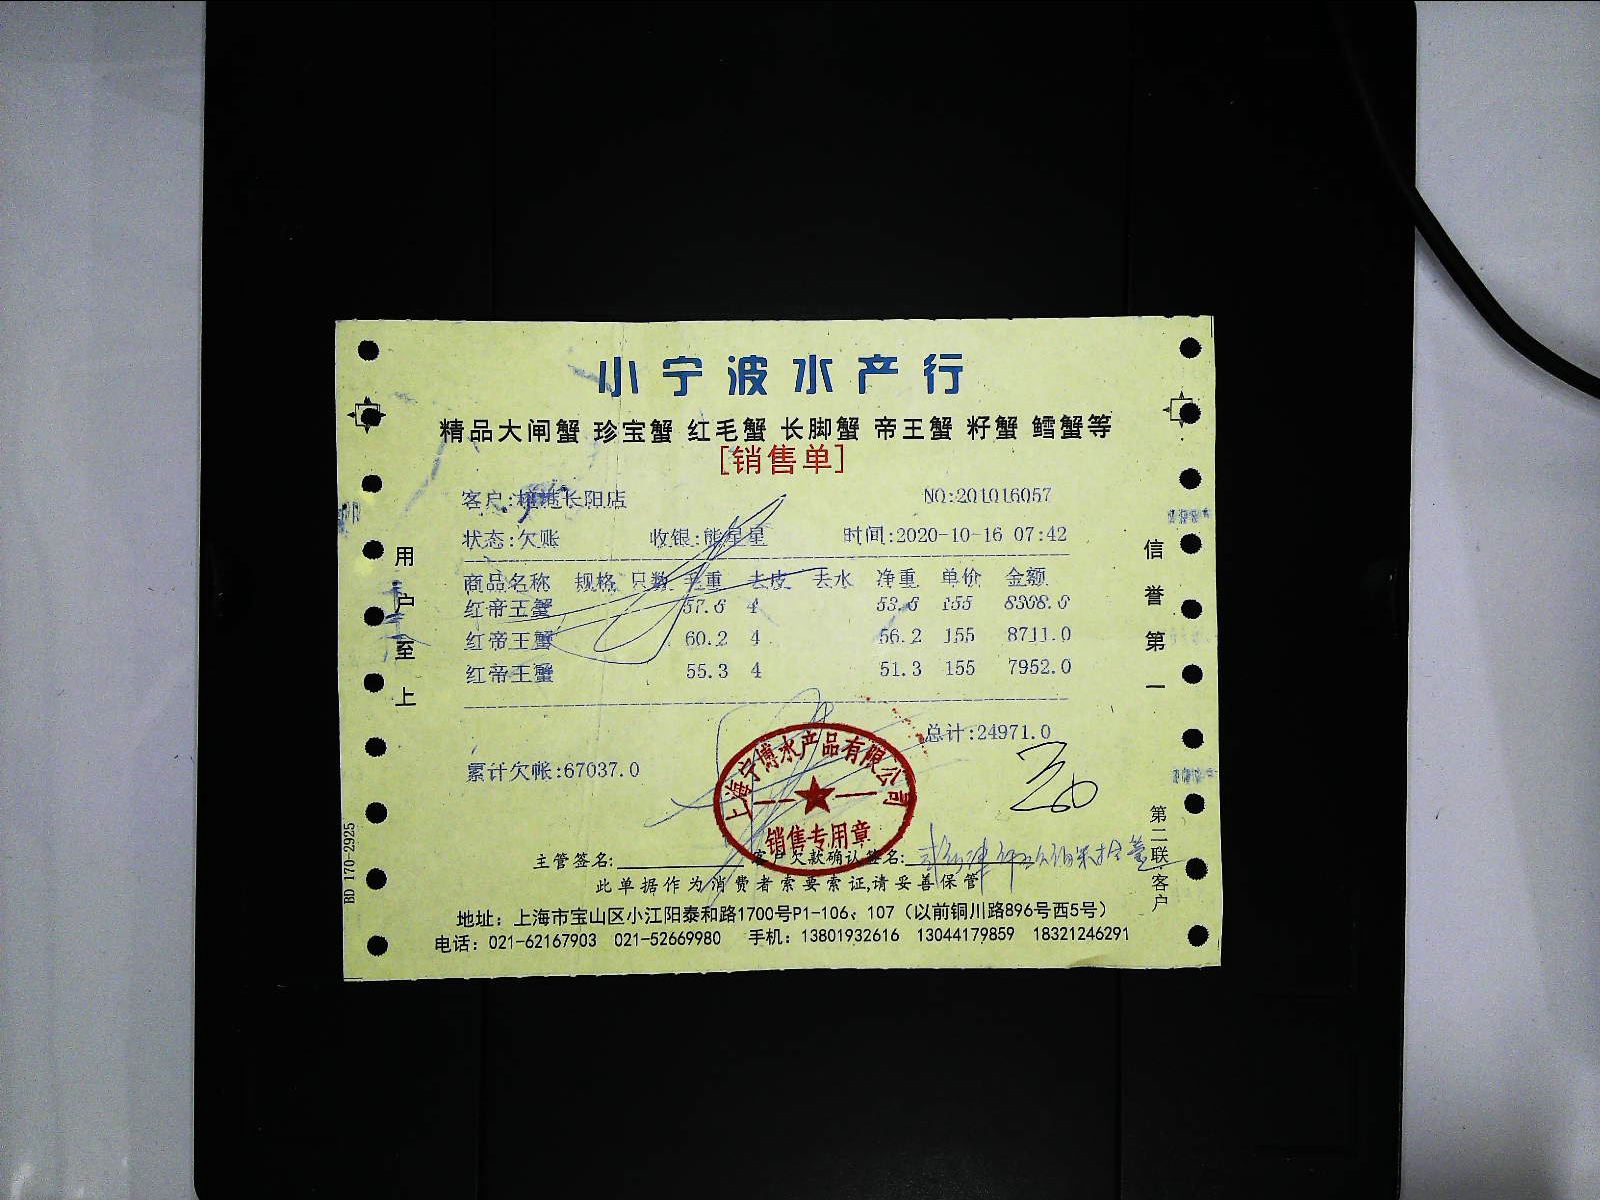 小宁波水产行
精品大闸蟹 珍宝蟹 红毛蟹 长脚蟹 帝王蟹 籽蟹 鳕蟹等
[销售单]
客户: 长阳店 NO:201016057
状态:欠账 收银:熊星星 时间:2020-10-16 07:42
商品名称 规格 只数 毛重 去皮 去水 净重 单价 金额
红帝王蟹 57.6 4 53.6 155 8308.0
红帝王蟹 60.2 4 56.2 155 8711.0
红帝王蟹 55.3 4 51.3 155 7952.0
总计:24971.0
累计欠帐:67037.0
上海宁博水产品有限公司
销售专用章
主管签名: 客户欠款确认签名:
此单据作为消费者索要索证,请妥善保管
地址：上海市宝山区小江阳泰和路1700号P1-106、107（以前铜川路896号西5号）
电话：021-62167903 021-52669980 手机：13801932616 13044179859 18321246291
用户至上
信誉第一
第二联:客户
BD 170-2925